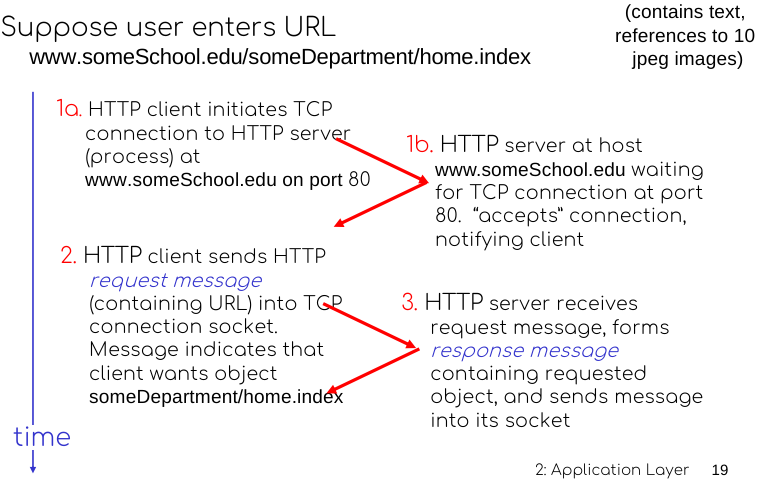 Suppose user enters URL
www.someSchool.edu/someDepartment/home.index
(contains text,
references to 10
jpeg images)
1a. HTTP client initiates TCP
connection to HTTP server
(process) at
www.someSchool.edu on port 80
1b. HTTP server at host
www.someSchool.edu waiting
for TCP connection at port
80.  “accepts” connection,
notifying client
2. HTTP client sends HTTP
request message
(containing URL) into TCP
connection socket.
Message indicates that
client wants object
someDepartment/home.index
3. HTTP server receives
request message, forms
response message
containing requested
object, and sends message
into its socket
time
2: Application Layer 19